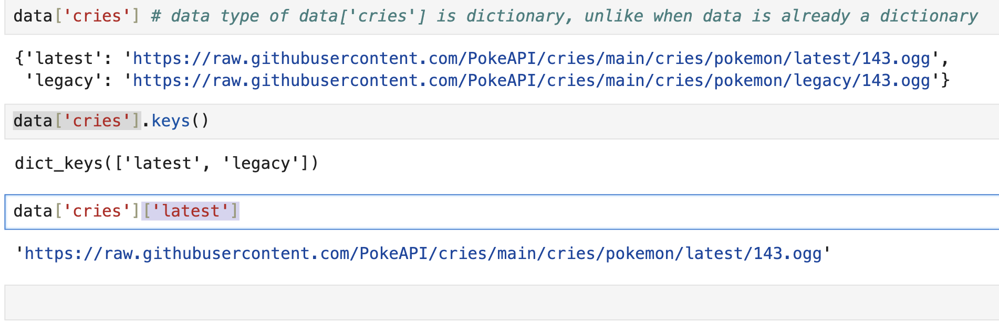 data['cries'] # data type of data['cries'] is dictionary, unlike when data is already a dictionary
{'latest': 'https://raw.githubusercontent.com/PokeAPI/cries/main/cries/pokemon/latest/143.ogg',
 'legacy': 'https://raw.githubusercontent.com/PokeAPI/cries/main/cries/pokemon/legacy/143.ogg'}
data['cries'].keys()
dict_keys(['latest', 'legacy'])
data['cries']['latest']
'https://raw.githubusercontent.com/PokeAPI/cries/main/cries/pokemon/latest/143.ogg'